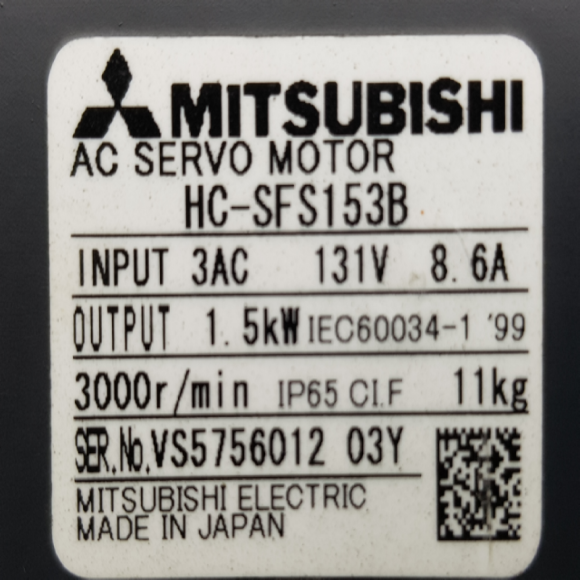 MITSUBISHI
AC SERVO MOTOR
HC-SFS153B
INPUT 3AC 131V 8.6A
OUTPUT 1.5kW IEC60034-1 '99
3000r/min IP65 CI.F 11kg
SER.No.VS5756012 03Y
MITSUBISHI ELECTRIC
MADE IN JAPAN